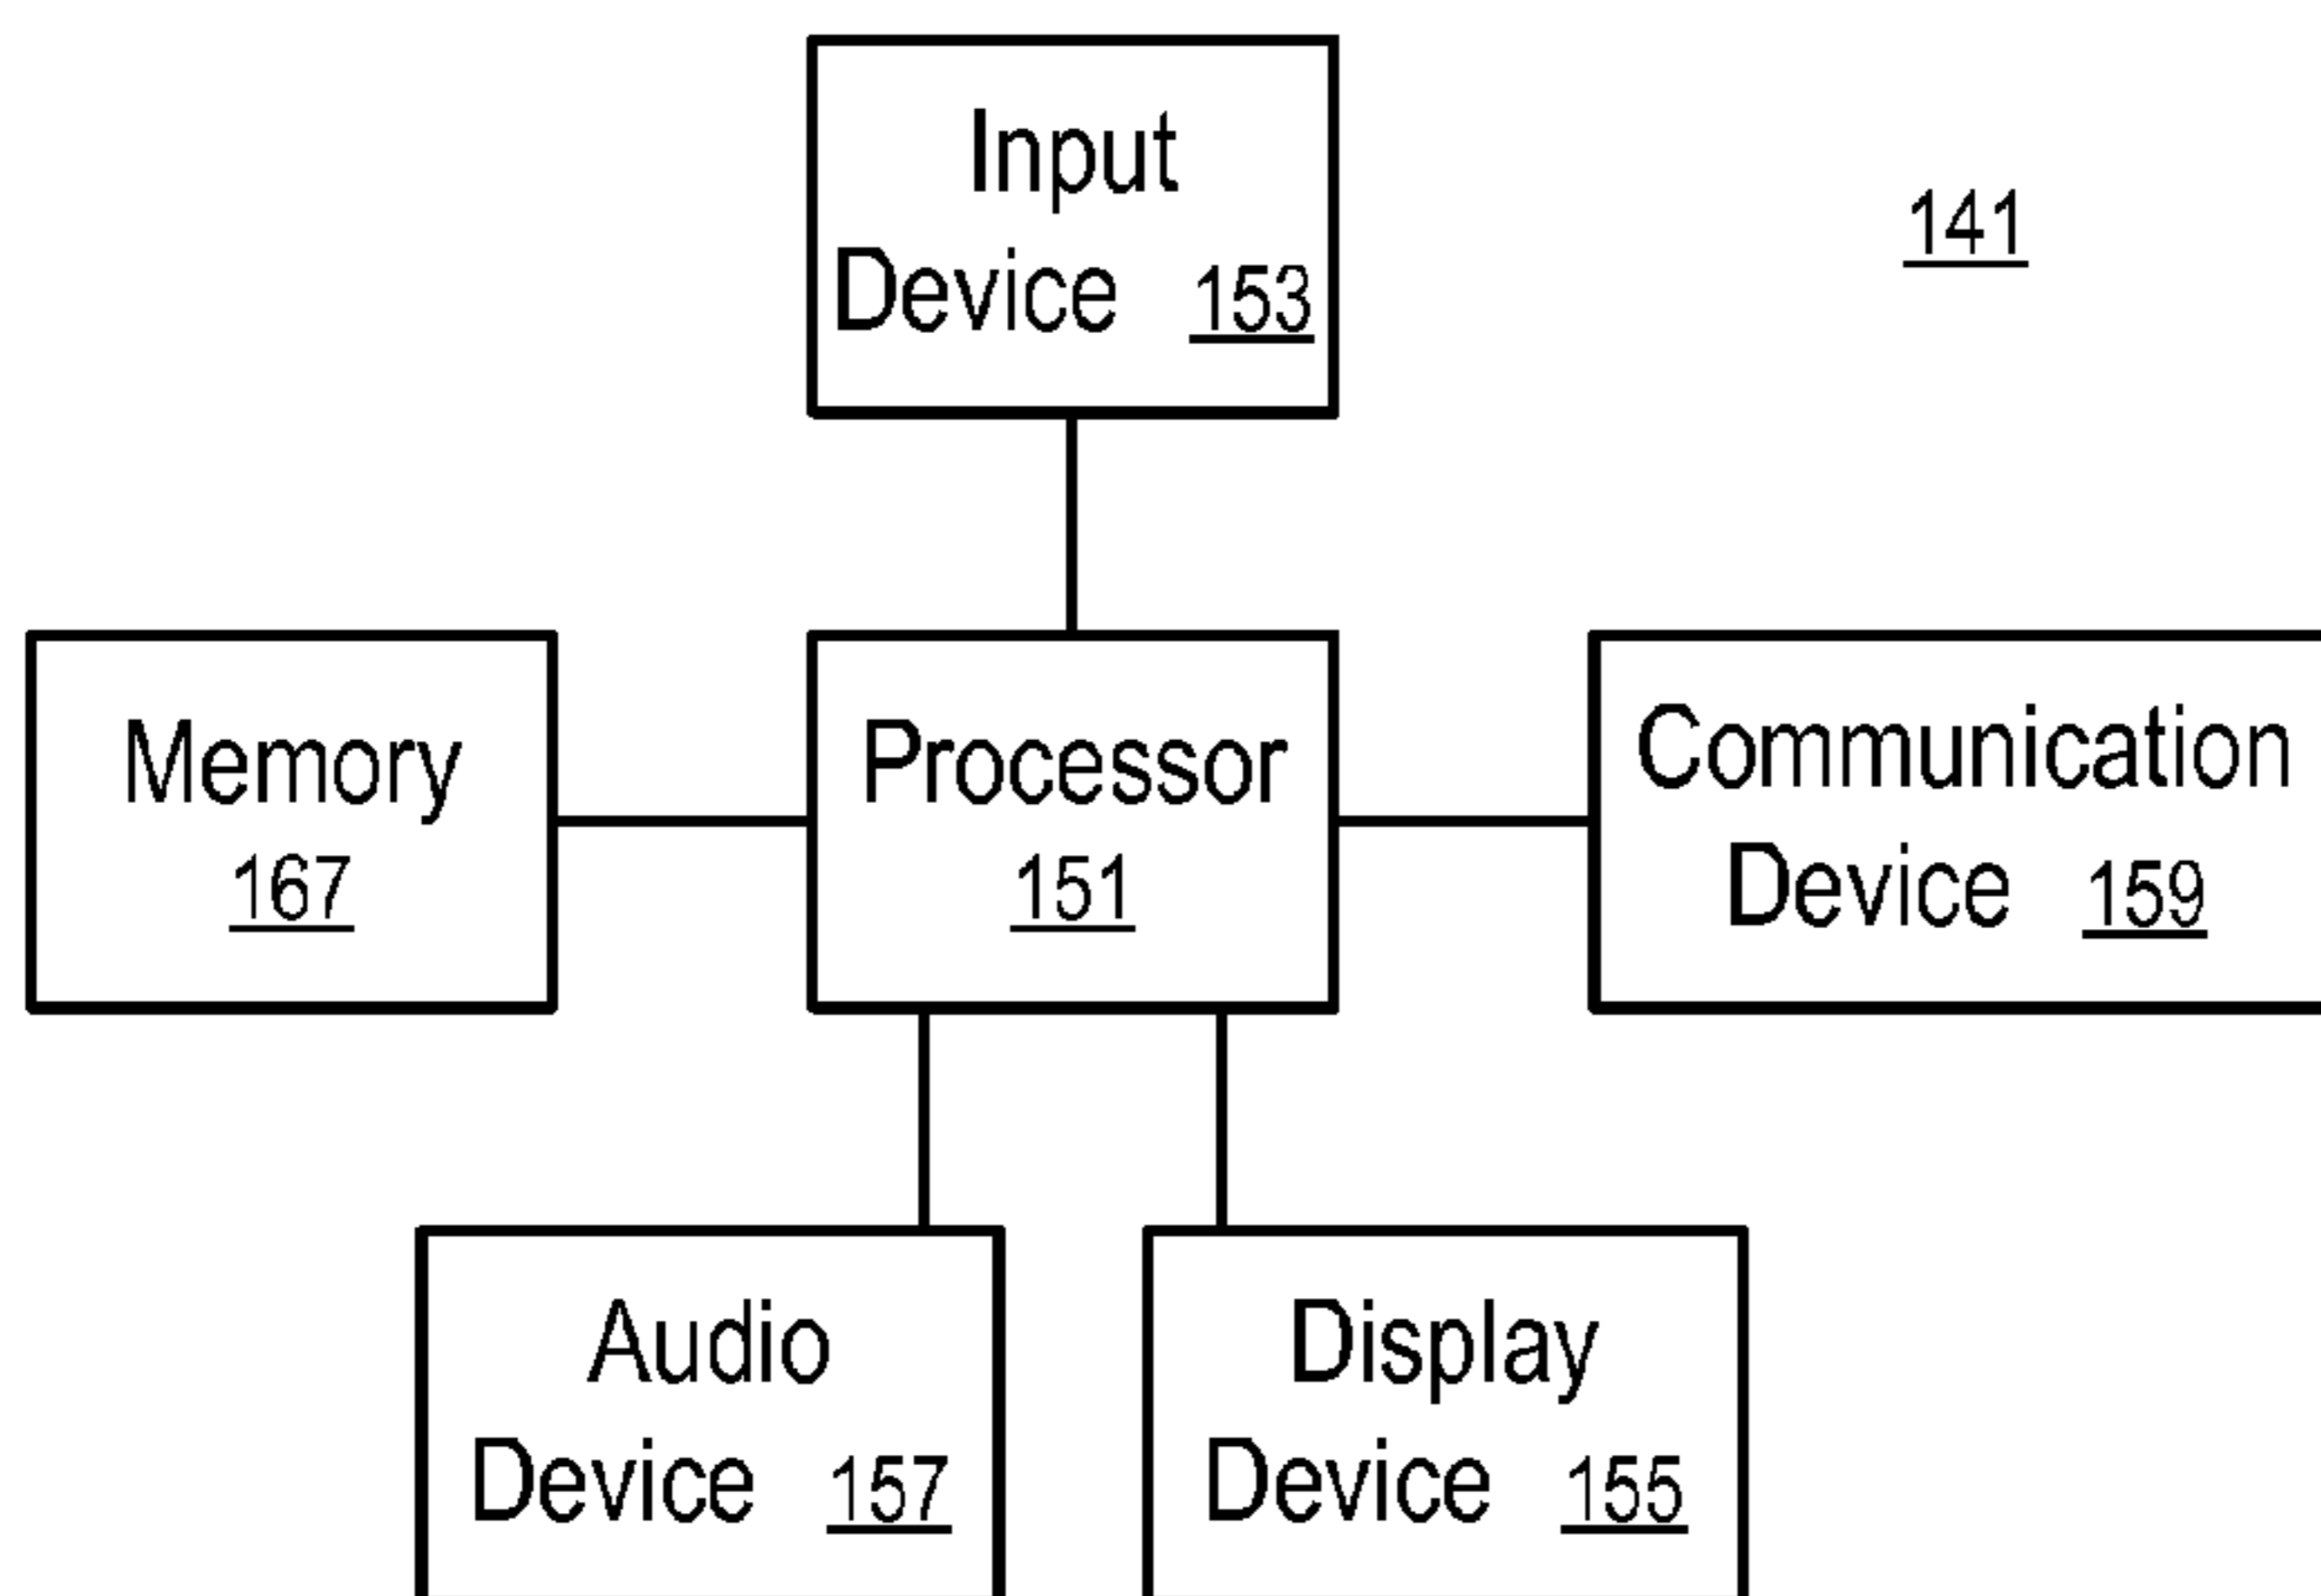 Input
Device 153
141
Memory
167
Processor
151
Communication
Device 159
Audio
Device 157
Display
Device 155